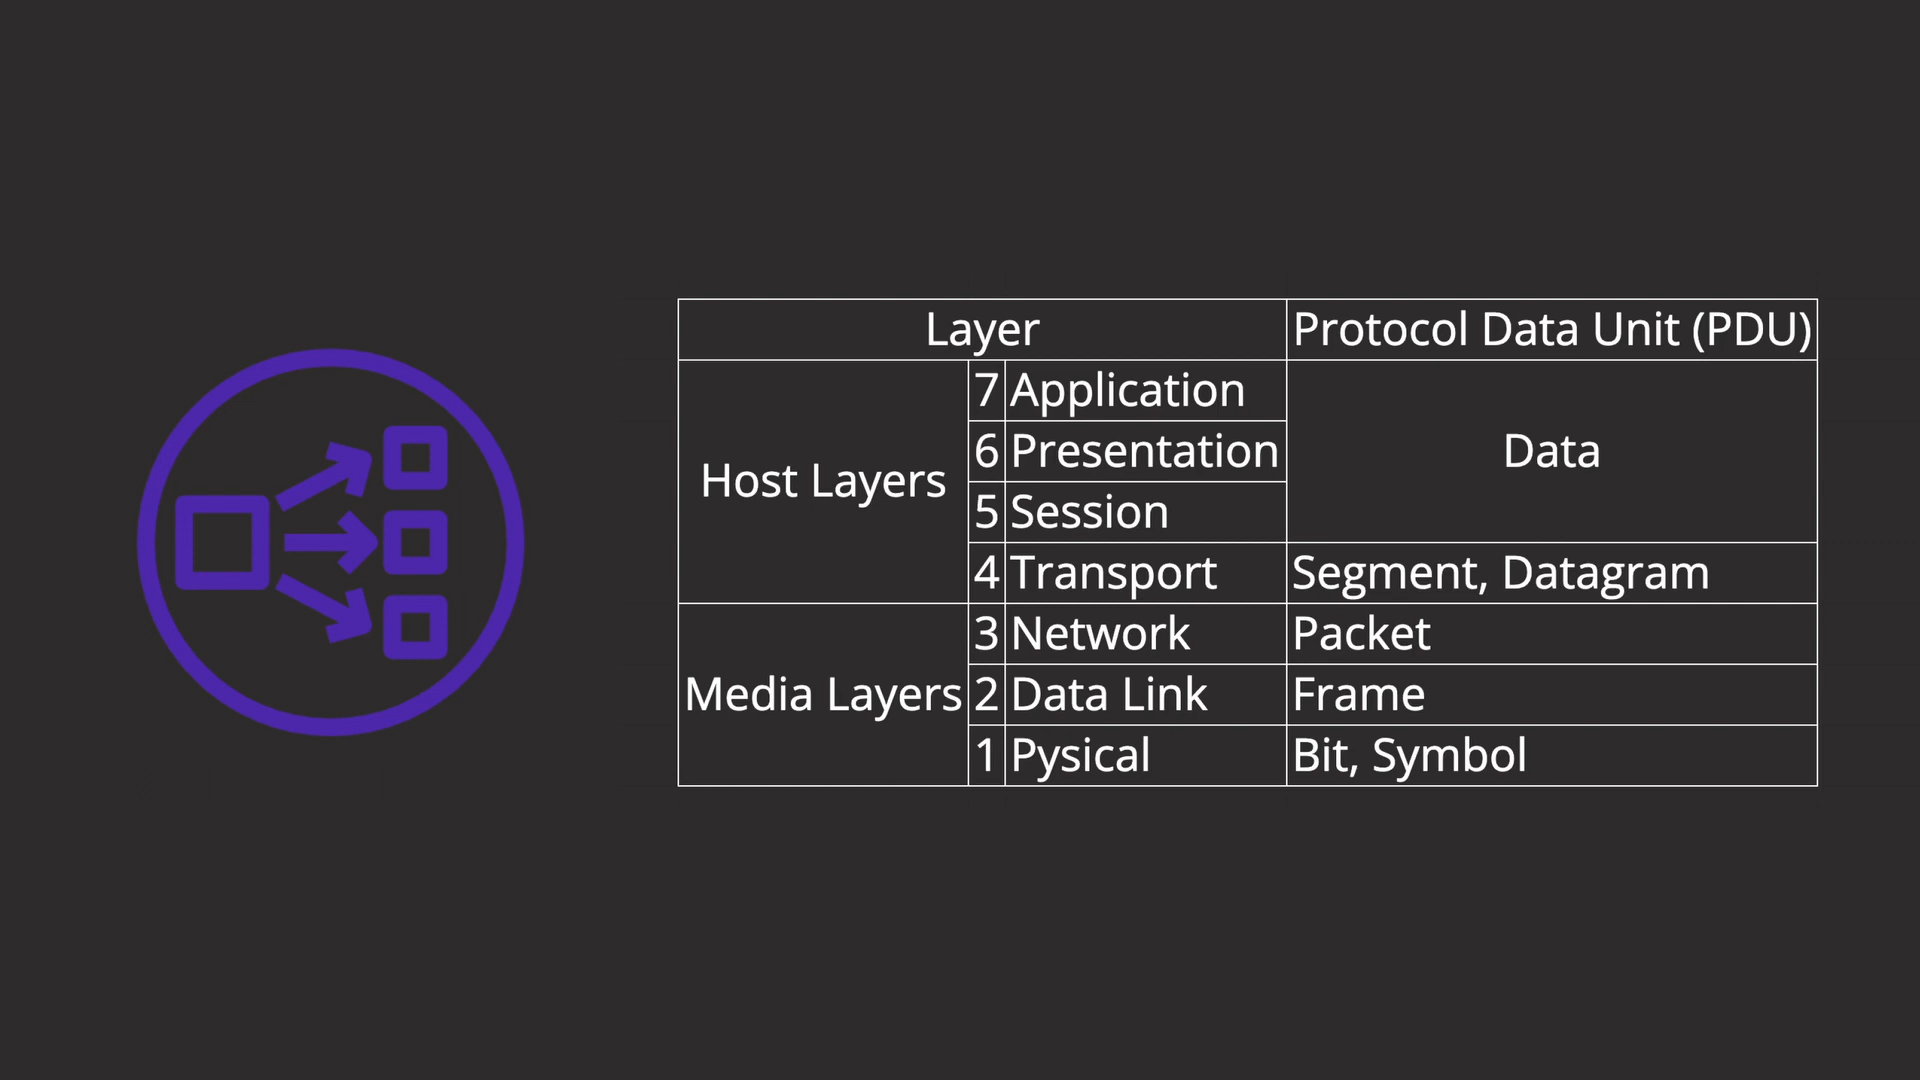 Layer Protocol Data Unit (PDU)
Host Layers
7 Application
6 Presentation
5 Session
Data
4 Transport Segment, Datagram
Media Layers
3 Network Packet
2 Data Link Frame
1 Pysical Bit, Symbol